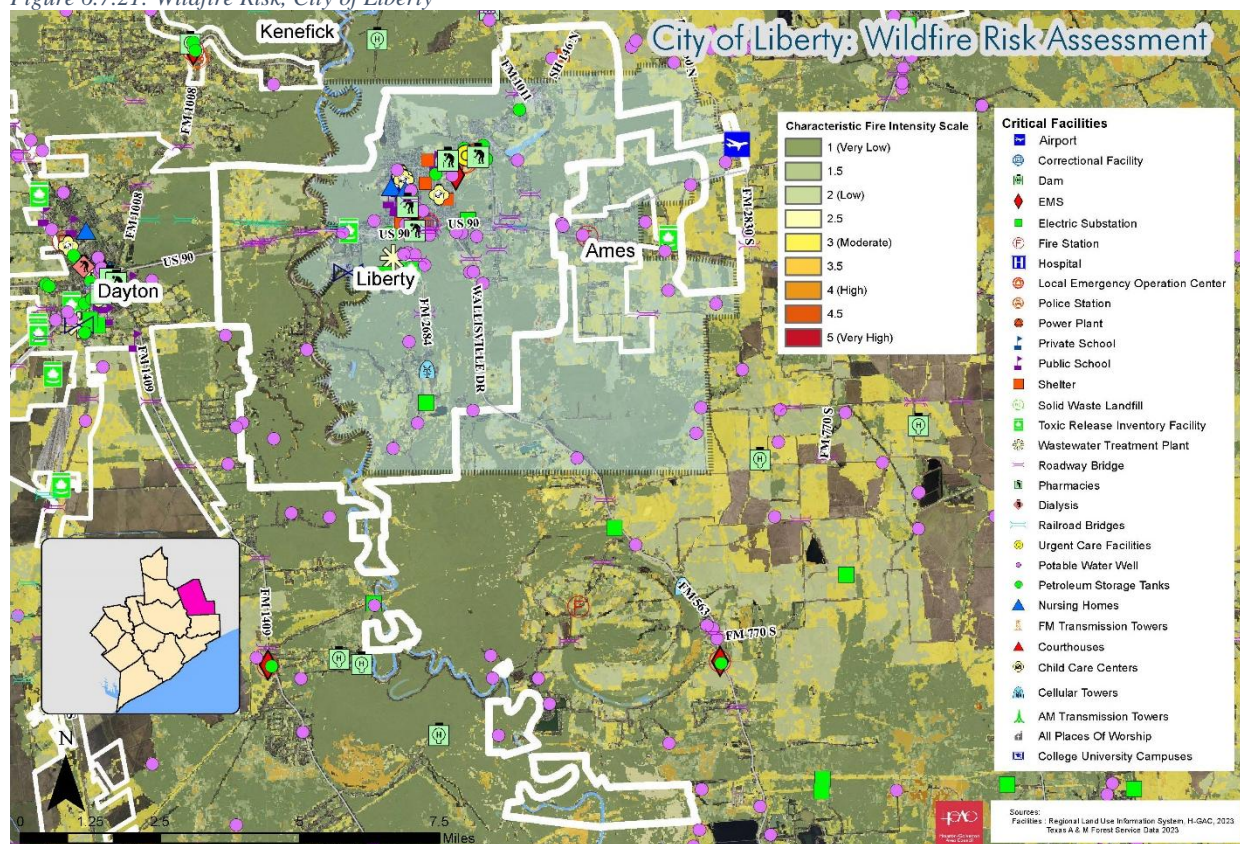 Figure 6.7.21: Wildfire Risk, City of Liberty
City of Liberty: Wildfire Risk Assessment
Kenefick
FM-1008
FM-1011
SH-146 N
FM-1008
US 90
US 90
US 90
Dayton
Liberty
Ames
FM-2830 S
FM-1409
FM-2684
WALLISVILLE DR
FM-770 S
FM-1409
FM-563
FM-770 S
Characteristic Fire Intensity Scale
1 (Very Low)
1.5
2 (Low)
2.5
3 (Moderate)
3.5
4 (High)
4.5
5 (Very High)
Critical Facilities
Airport
Correctional Facility
Dam
EMS
Electric Substation
Fire Station
Hospital
Local Emergency Operation Center
Police Station
Power Plant
Private School
Public School
Shelter
Solid Waste Landfill
Toxic Release Inventory Facility
Wastewater Treatment Plant
Roadway Bridge
Pharmacies
Dialysis
Railroad Bridges
Urgent Care Facilities
Potable Water Well
Petroleum Storage Tanks
Nursing Homes
FM Transmission Towers
Courthouses
Child Care Centers
Cellular Towers
AM Transmission Towers
All Places Of Worship
College University Campuses
N
0 1.25 2.5 5 7.5
Miles
Sources:
Facilities : Regional Land Use Information System, H-GAC, 2023
Texas A & M Forest Service Data 2023